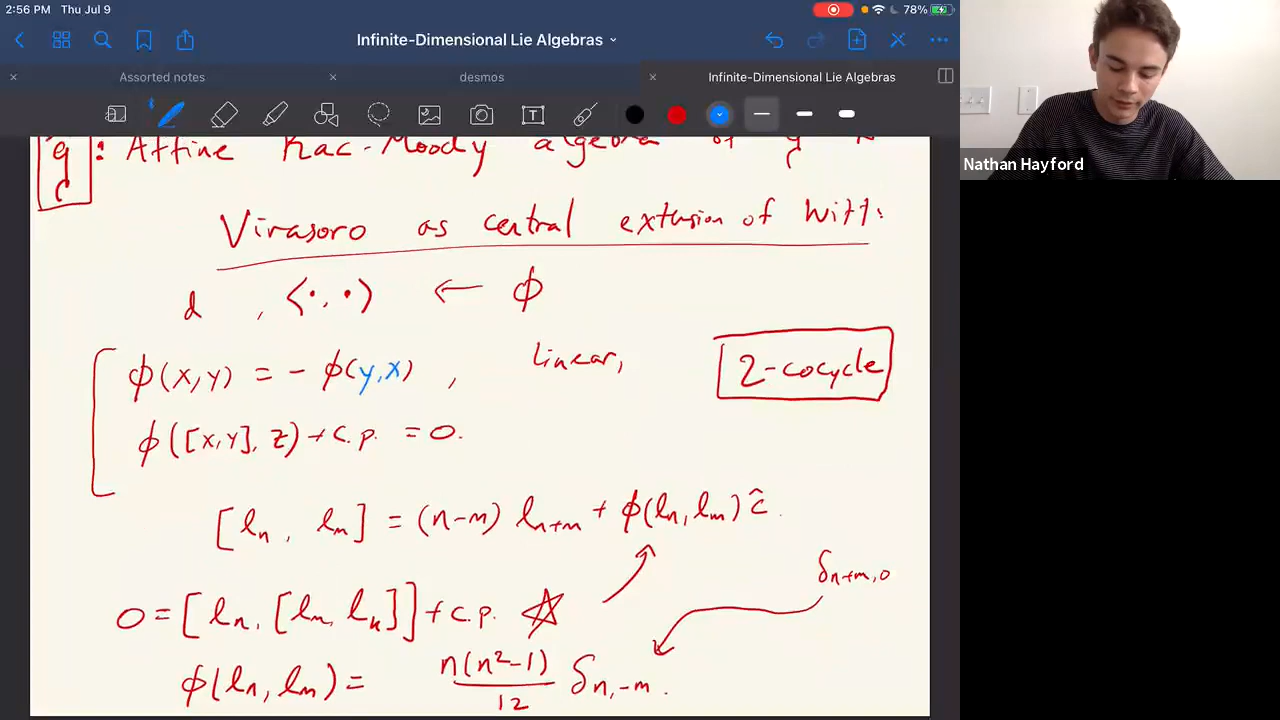 2:56 PM Thu Jul 9
78%
Infinite-Dimensional Lie Algebras
Assorted notes
desmos
Infinite-Dimensional Lie Algebras
Nathan Hayford
: Affine Kac-Moody algebra of
Virasoro as central extension of Witt:
d , ⟨·,·⟩ ← ϕ
ϕ(x,y) = - ϕ(y,x) , linear,
2-cocycle
ϕ([x,y], z) + c.p. = 0.
[ln, lm] = (n-m) ln+m + ϕ(ln, lm) ĉ.
δn+m,0
0 = [ln, [lm, lk]] + c.p. ☆
ϕ(ln, lm) = n(n²-1)/12 δn,-m.